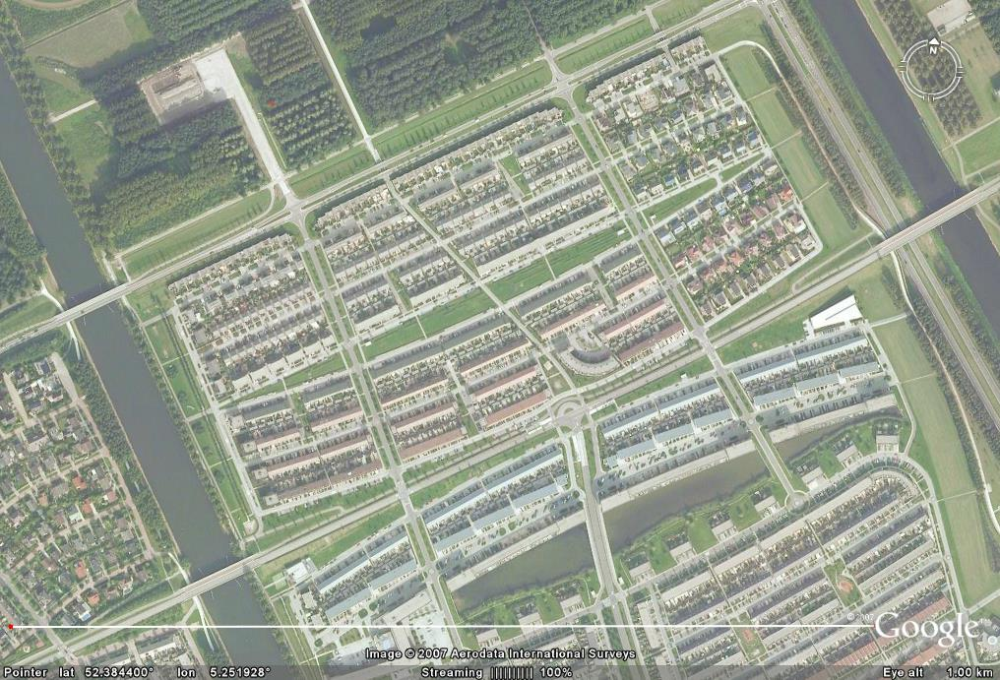 N
© 2007
Google
Image © 2007 Aerodata International Surveys
Pointer lat 52.384400° lon 5.251928° Streaming |||||||||| 100% Eye alt 1.00 km